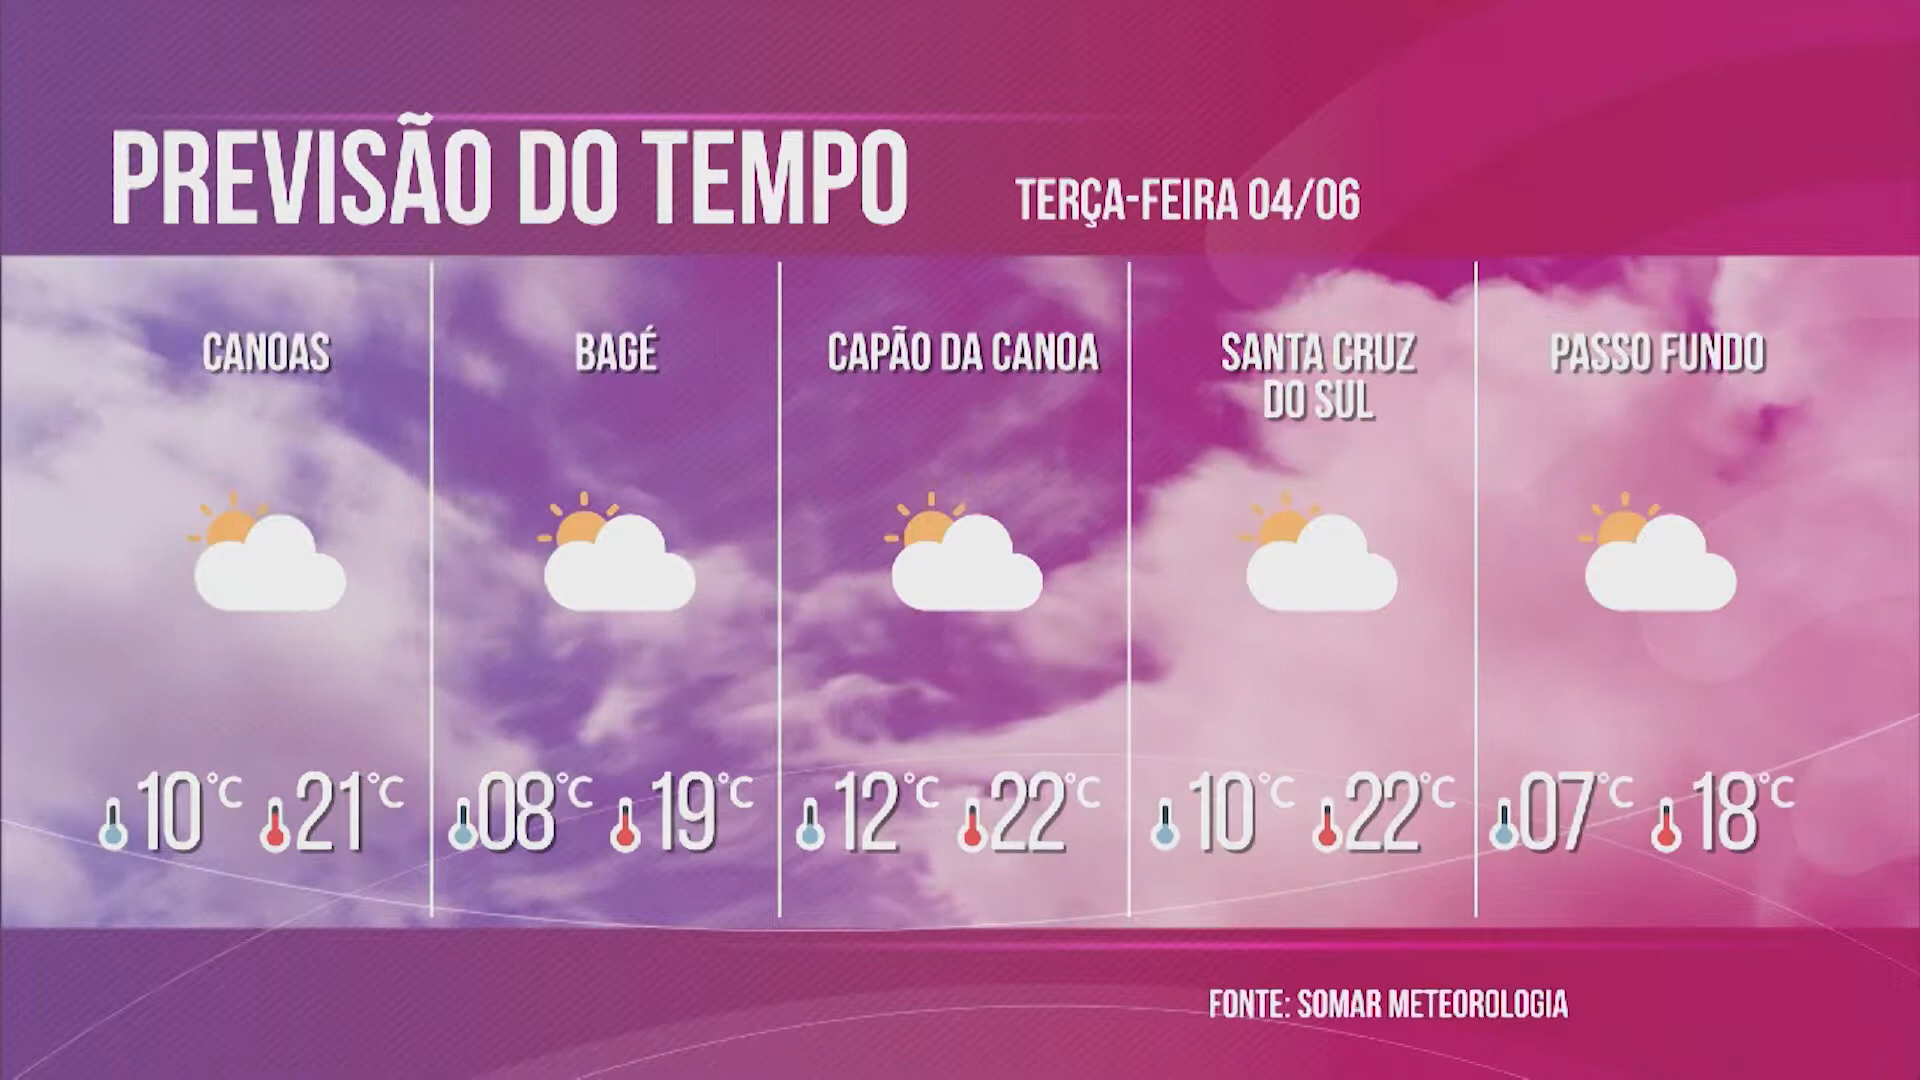 PREVISÃO DO TEMPO
TERÇA-FEIRA 04/06
CANOAS
10°C 21°C
BAGÉ
08°C 19°C
CAPÃO DA CANOA
12°C 22°C
SANTA CRUZ
DO SUL
10°C 22°C
PASSO FUNDO
07°C 18°C
FONTE: SOMAR METEOROLOGIA